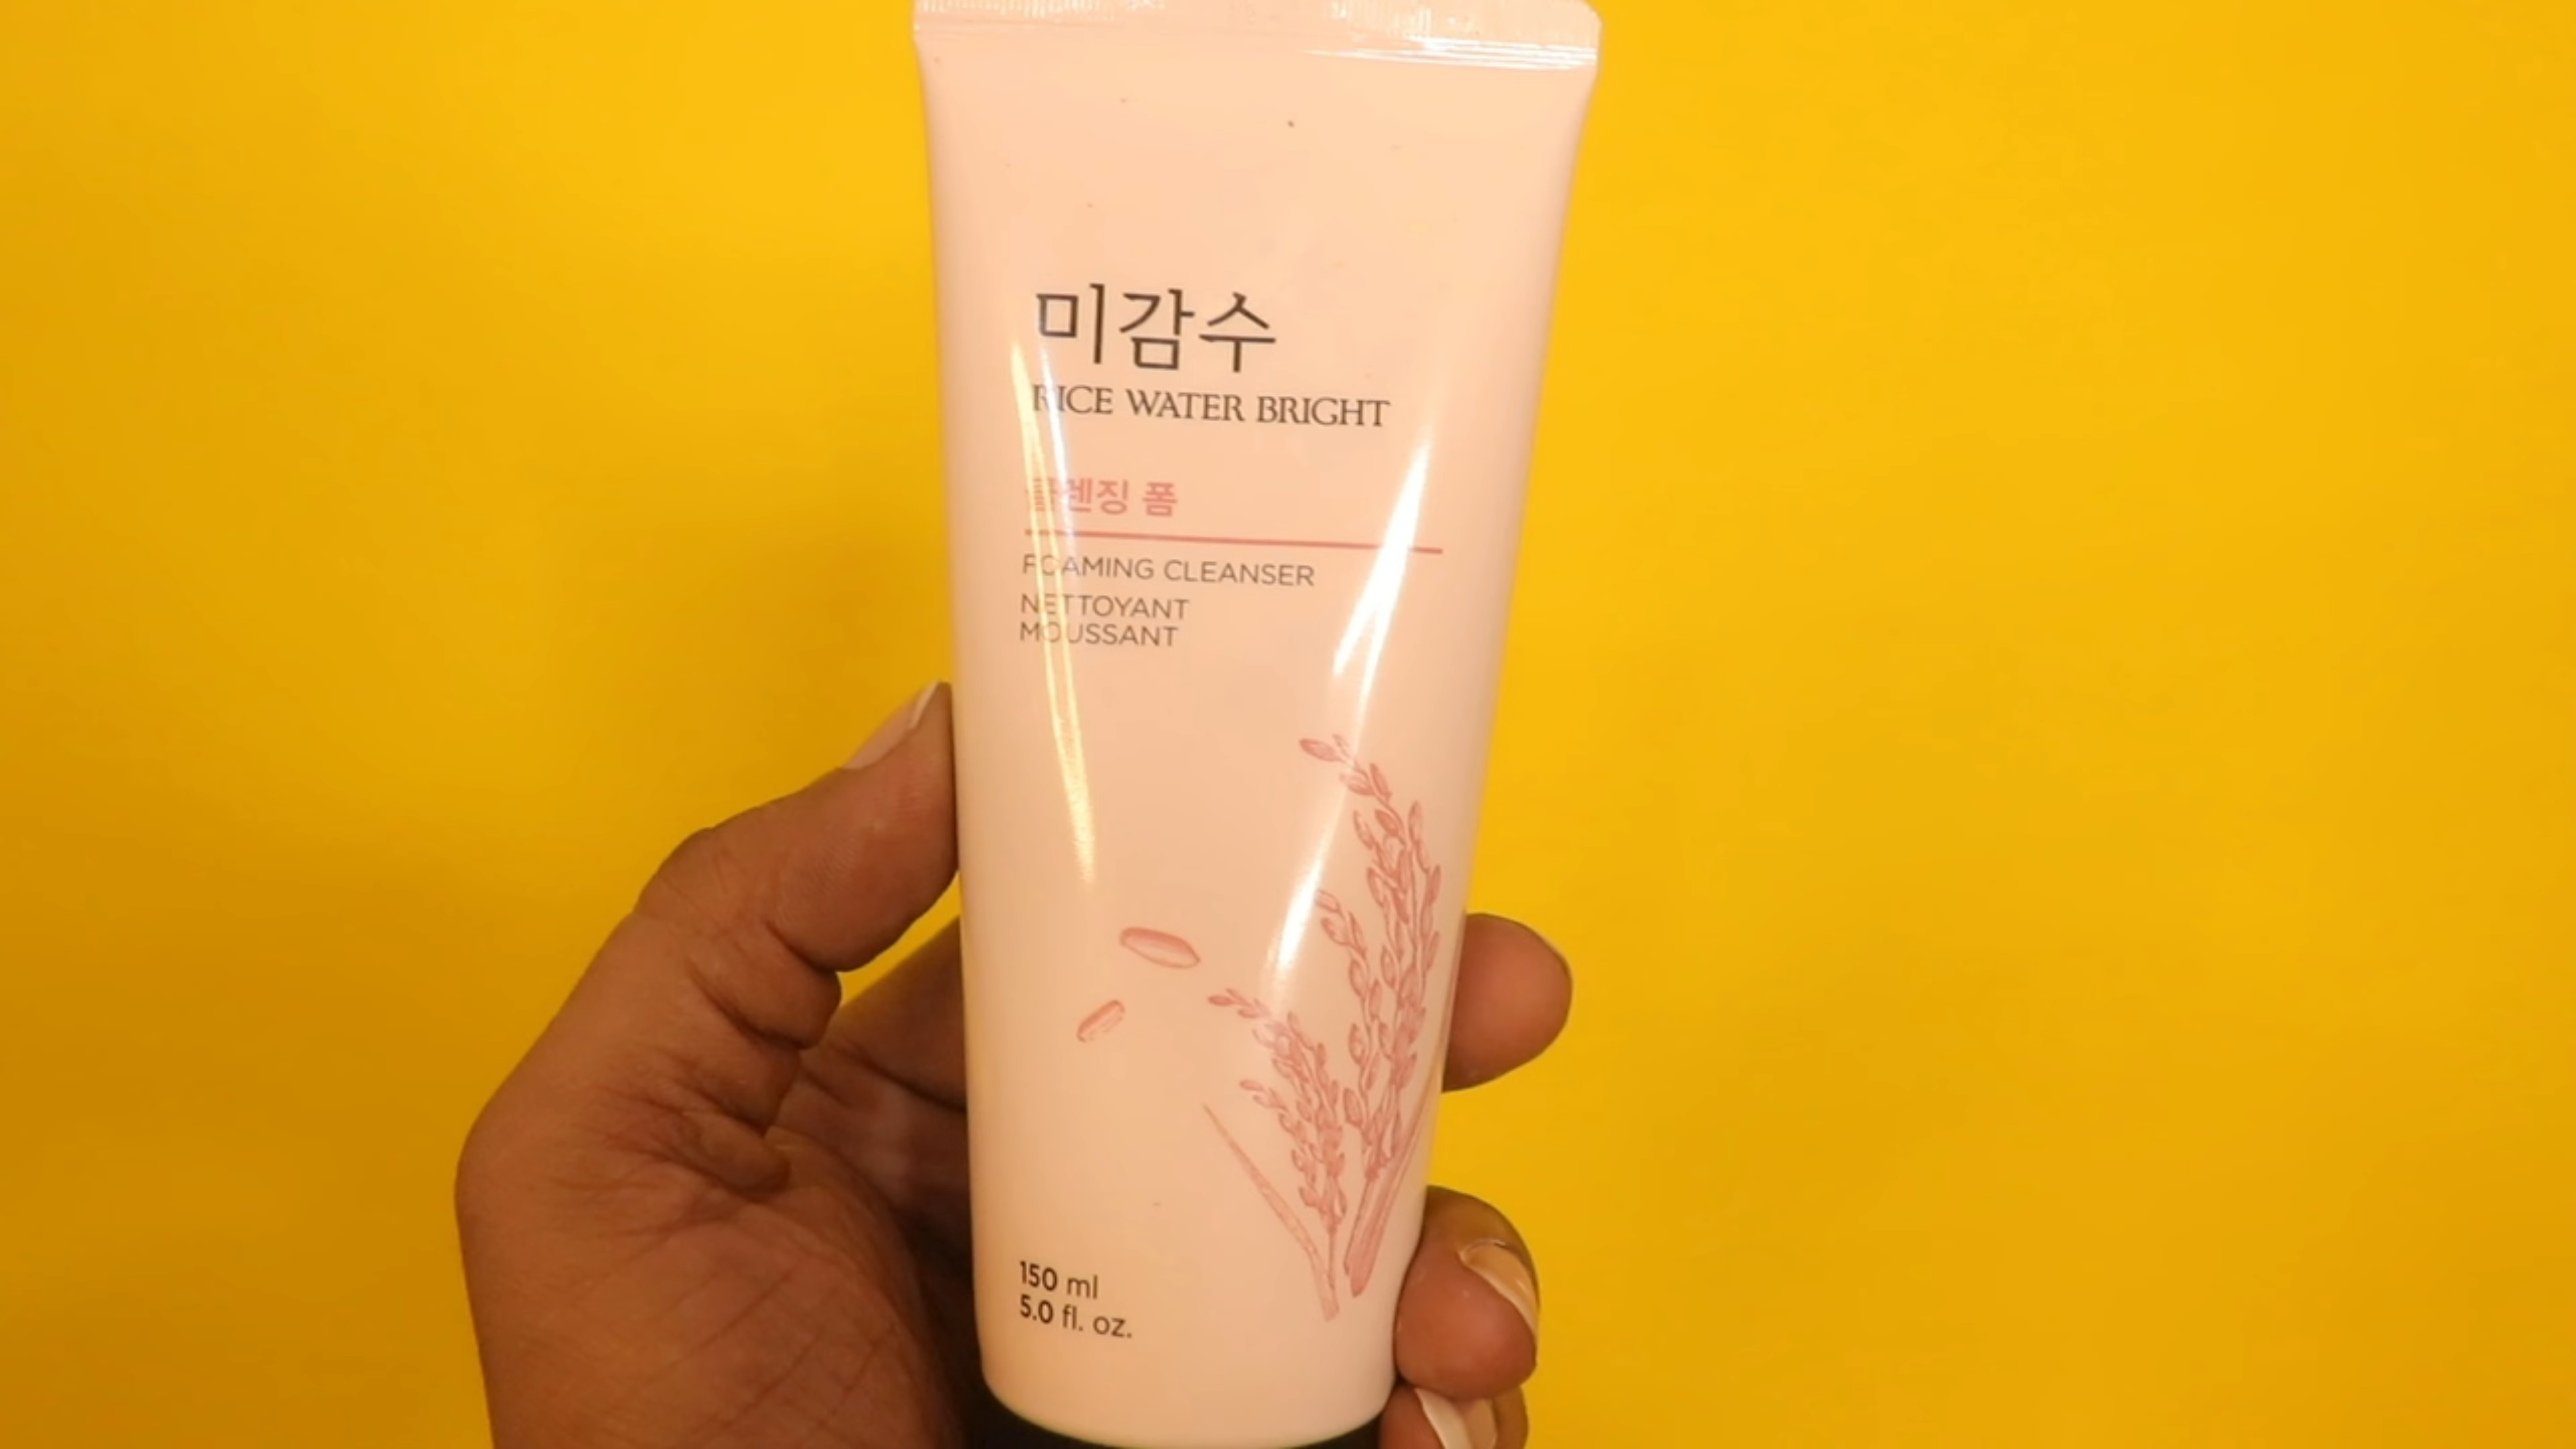 미감수
RICE WATER BRIGHT
클렌징 폼
FOAMING CLEANSER
NETTOYANT
MOUSSANT
150 ml
5.0 fl. oz.